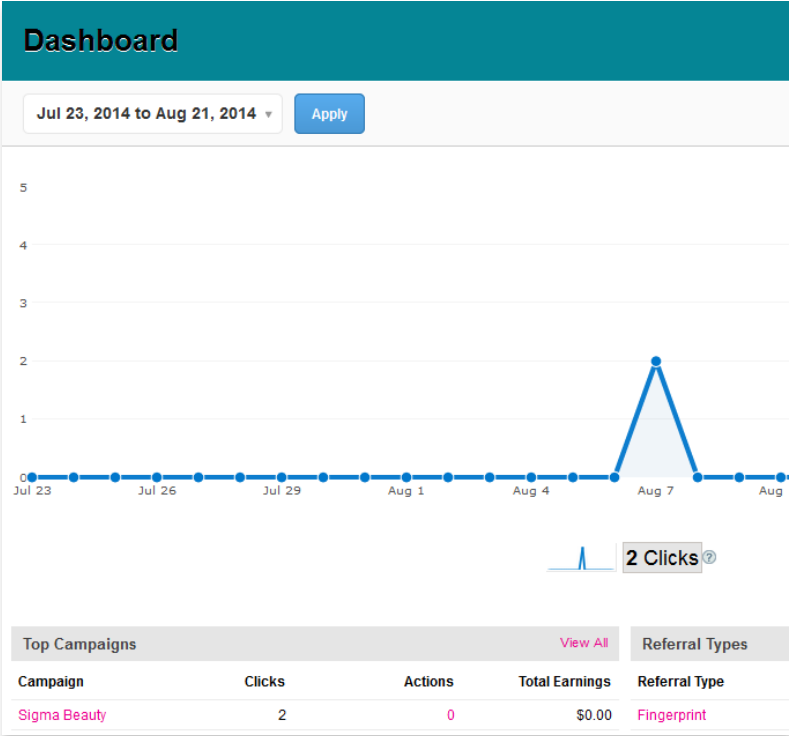 Dashboard
Jul 23, 2014 to Aug 21, 2014 Apply
5
4
3
2
1
0
Jul 23 Jul 26 Jul 29 Aug 1 Aug 4 Aug 7 Aug
2 Clicks ?
Top Campaigns View All Referral Types
Campaign Clicks Actions Total Earnings Referral Type
Sigma Beauty 2 0 $0.00 Fingerprint